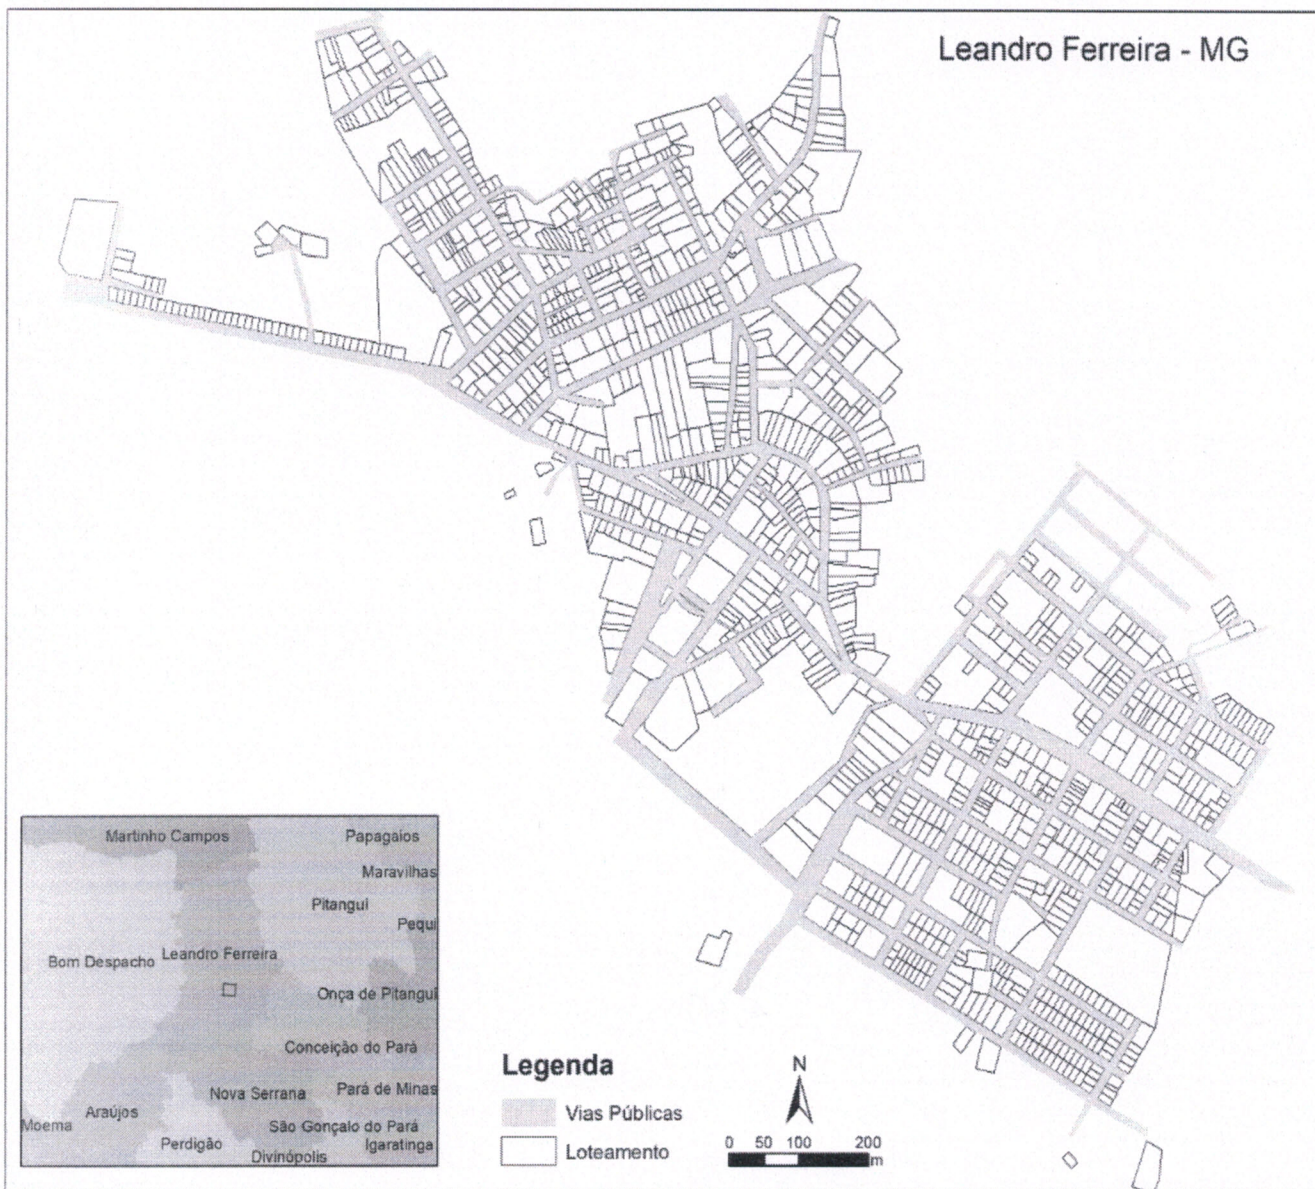 Leandro Ferreira - MG
Martinho Campos
Papagaios
Maravilhas
Pitangui
Pequi
Leandro Ferreira
Bom Despacho
Onça de Pitangui
Conceição do Pará
Nova Serrana
Pará de Minas
Araújos
Moema
São Gonçalo do Pará
Perdigão
Igaratinga
Divinópolis
Legenda
Vias Públicas
Loteamento
N
0 50 100 200
m